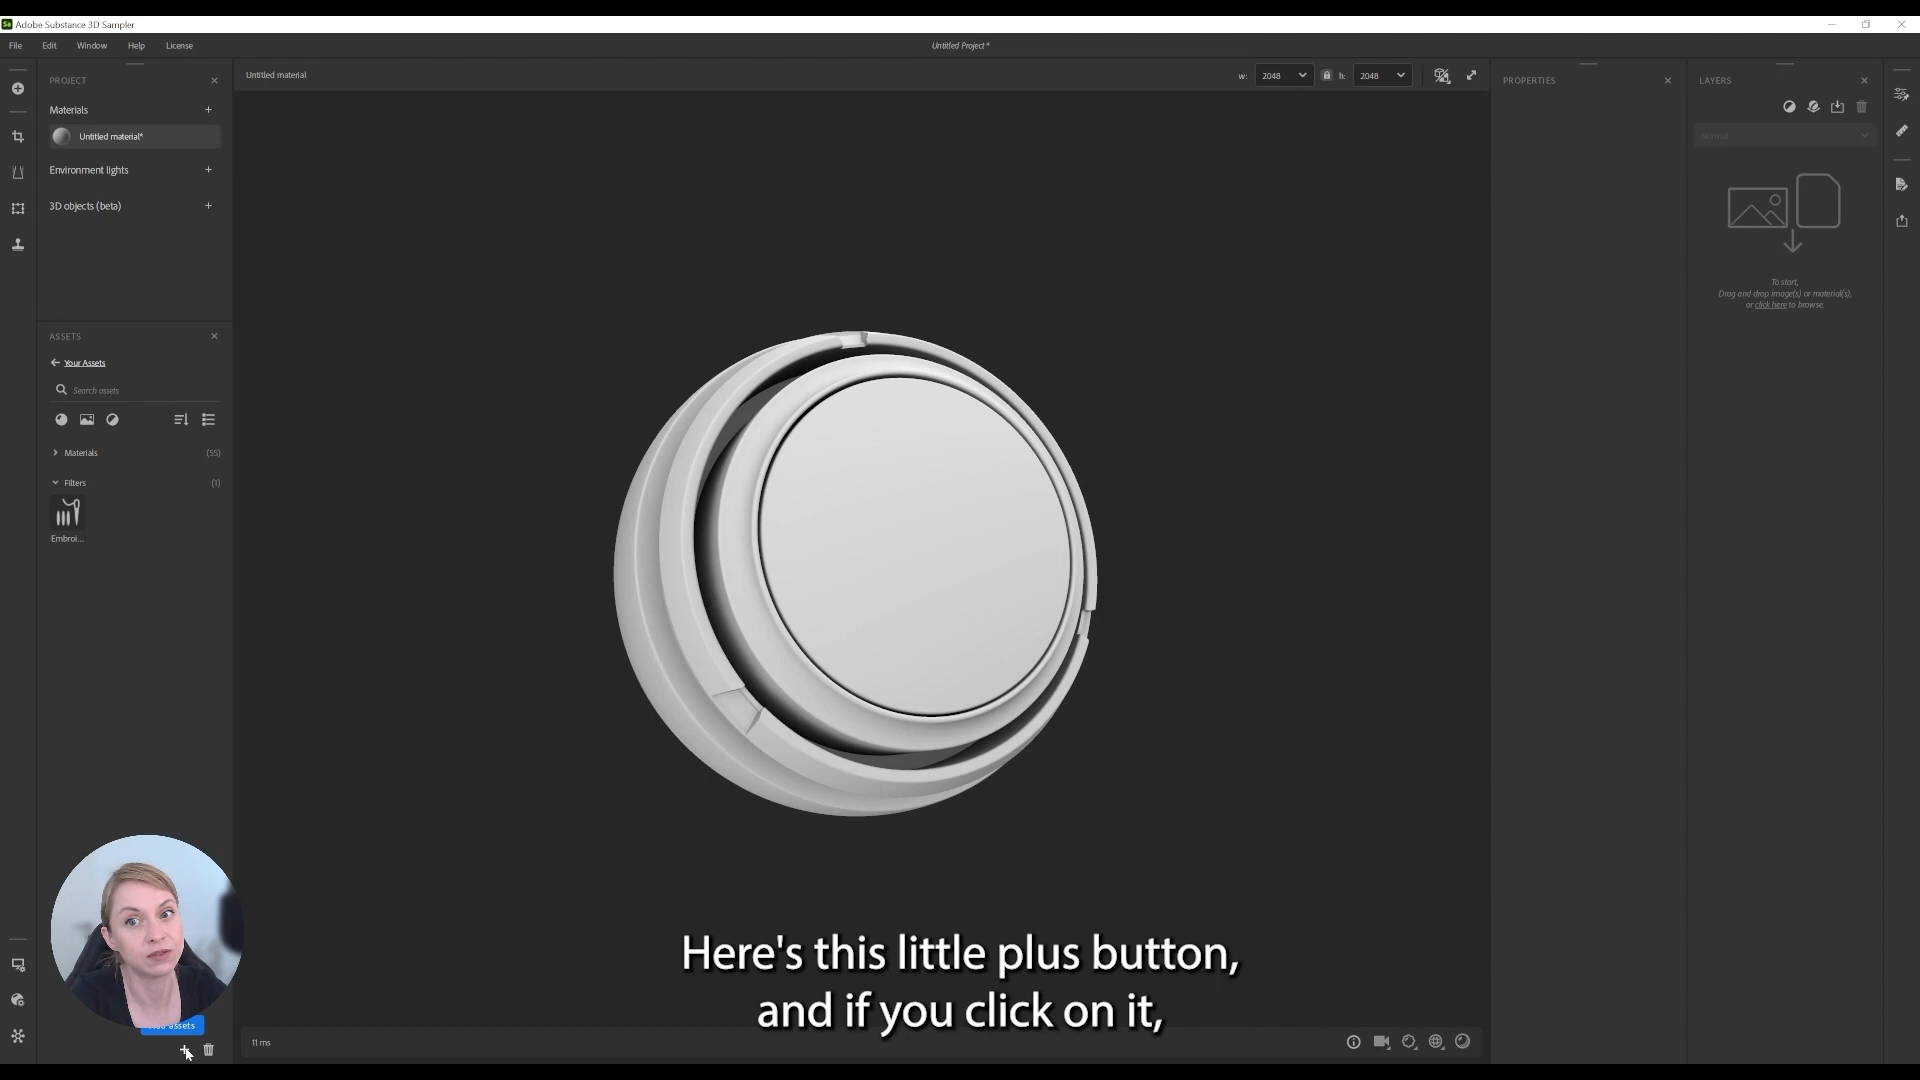 Adobe Substance 3D Sampler
File Edit Window Help License
Untitled Project *
PROJECT
Materials
Untitled material*
Environment lights
3D objects (beta)
ASSETS
Your Assets
Search assets
Materials (55)
Filters (1)
Embroi...
assets
Untitled material
w: 2048 h: 2048
11 ms
Here's this little plus button,
and if you click on it,
PROPERTIES
LAYERS
Normal
To start,
Drag and drop image(s) or material(s),
or click here to browse.